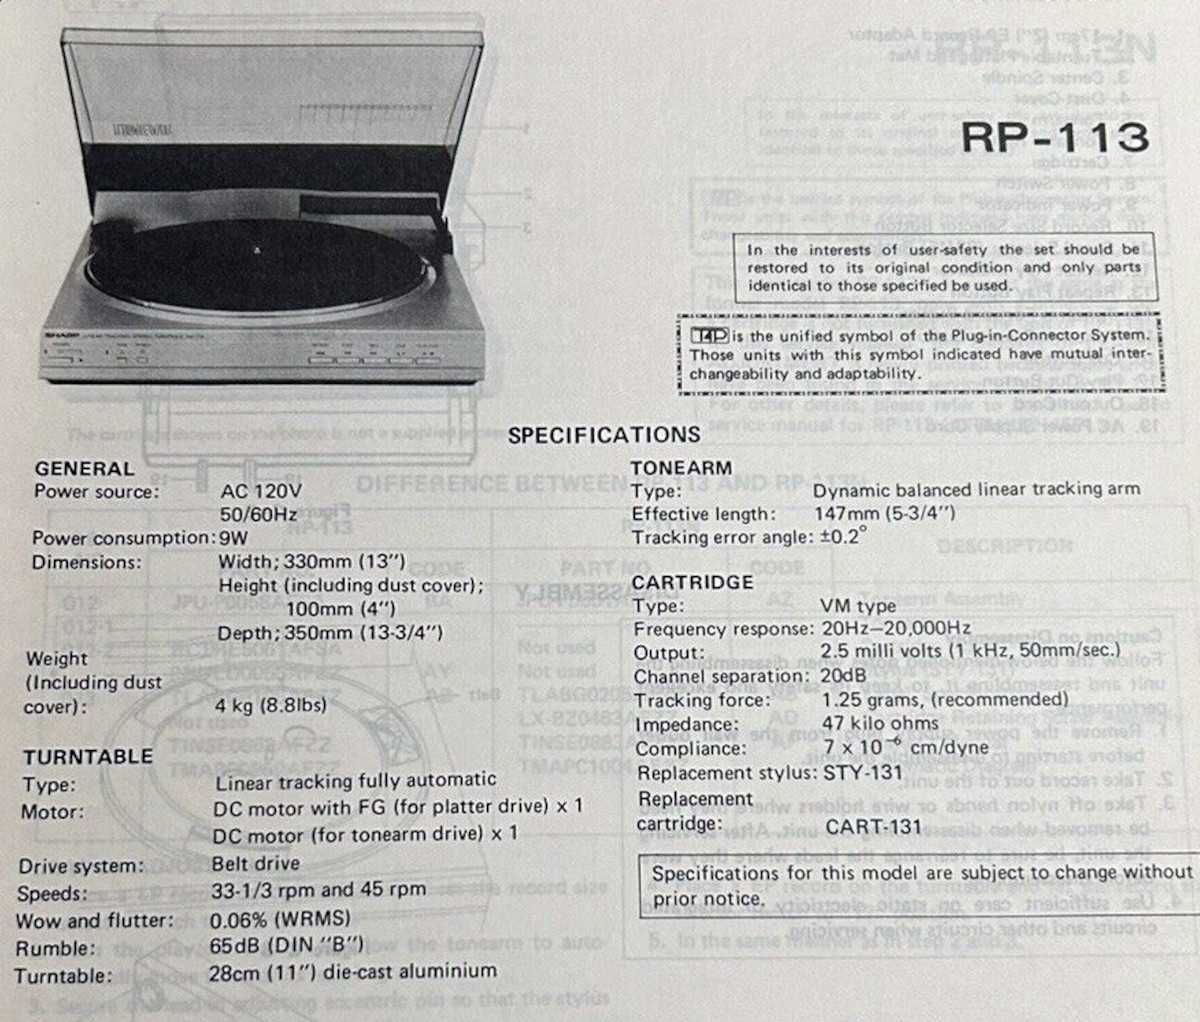 RP-113
In the interests of user-safety the set should be
restored to its original condition and only parts
identical to those specified be used.
T4P is the unified symbol of the Plug-in-Connector System.
Those units with this symbol indicated have mutual inter-
changeability and adaptability.
SHARP
SPECIFICATIONS
GENERAL
Power source: AC 120V
50/60Hz
Power consumption: 9W
Dimensions: Width; 330mm (13")
Height (including dust cover);
100mm (4")
Depth; 350mm (13-3/4")
Weight
(Including dust
cover): 4 kg (8.8lbs)
TURNTABLE
Type: Linear tracking fully automatic
Motor: DC motor with FG (for platter drive) x 1
DC motor (for tonearm drive) x 1
Drive system: Belt drive
Speeds: 33-1/3 rpm and 45 rpm
Wow and flutter: 0.06% (WRMS)
Rumble: 65dB (DIN "B")
Turntable: 28cm (11") die-cast aluminium
TONEARM
Type: Dynamic balanced linear tracking arm
Effective length: 147mm (5-3/4")
Tracking error angle: ±0.2°
CARTRIDGE
Type: VM type
Frequency response: 20Hz–20,000Hz
Output: 2.5 milli volts (1 kHz, 50mm/sec.)
Channel separation: 20dB
Tracking force: 1.25 grams, (recommended)
Impedance: 47 kilo ohms
Compliance: 7 x 10⁻⁶ cm/dyne
Replacement stylus: STY-131
Replacement
cartridge: CART-131
Specifications for this model are subject to change without
prior notice.